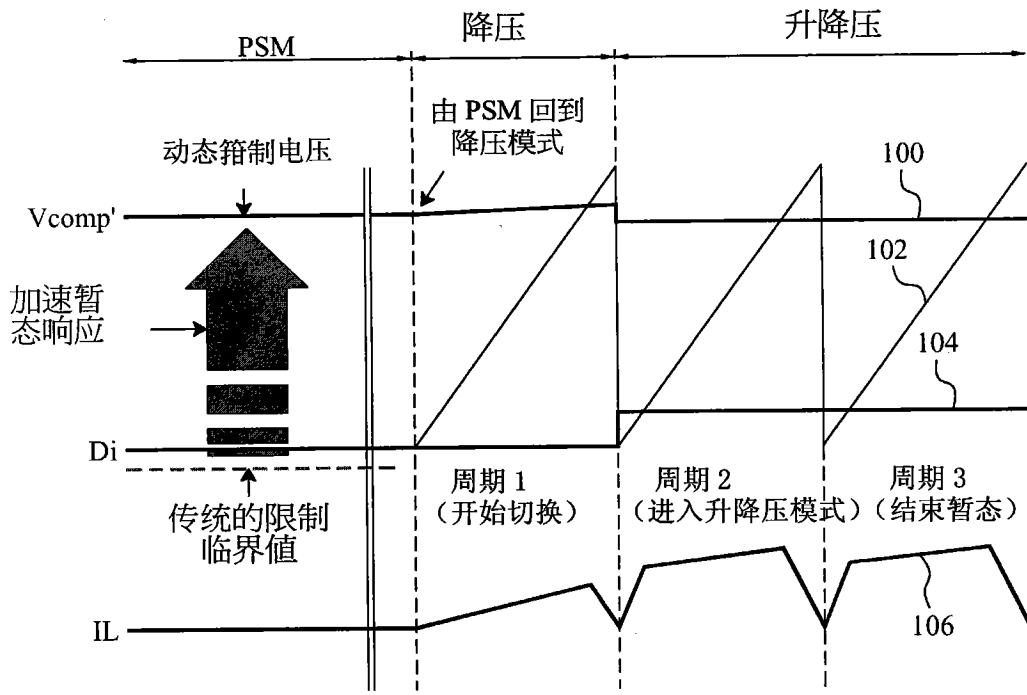 PSM
降压
升降压
由 PSM 回到
降压模式
动态箝制电压
100
Vcomp'
102
加速暂
态响应
104
Di
周期 1
(开始切换)
周期 2
(进入升降压模式)
周期 3
(结束暂态)
传统的限制
临界值
IL
106